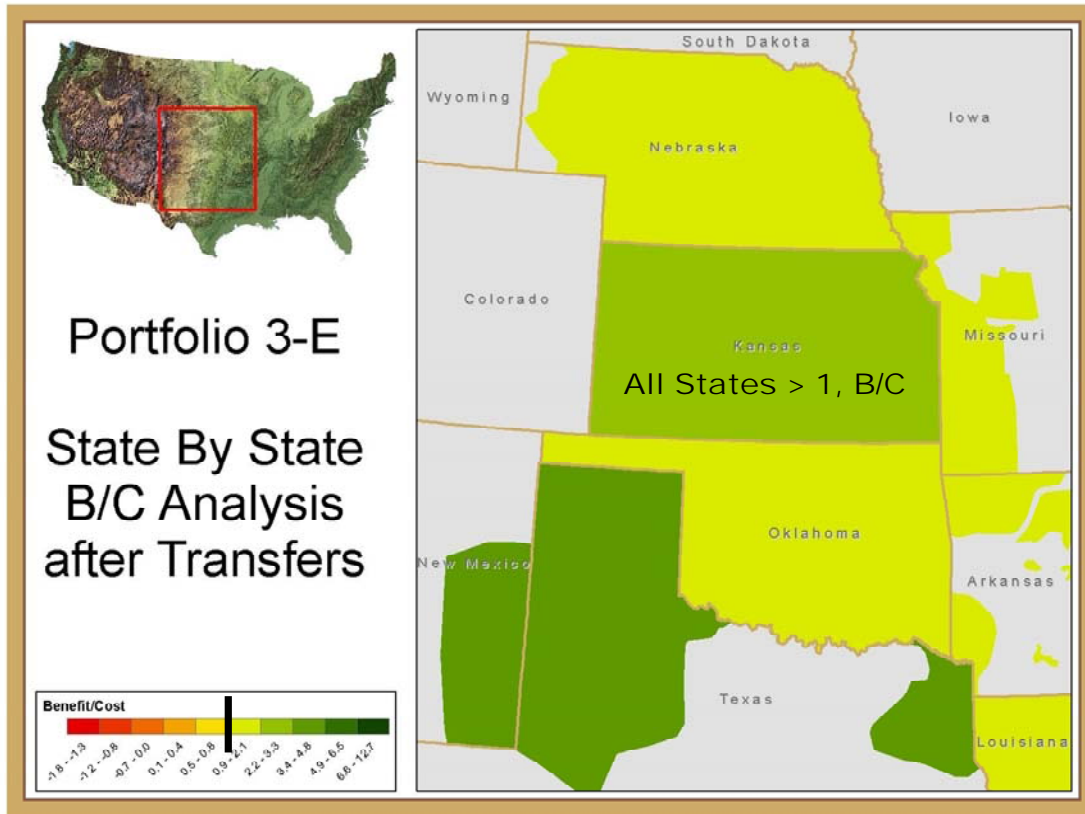 Portfolio 3-E
State By State
B/C Analysis
after Transfers
Benefit/Cost
-1.8 - -1.3
-1.2 - -0.8
-0.7 - 0.0
0.1 - 0.4
0.5 - 0.8
0.9 - 2.1
2.2 - 3.3
3.4 - 4.8
4.9 - 6.5
6.6 - 12.7
South Dakota
Wyoming
Iowa
Nebraska
Colorado
Missouri
Kansas
All States > 1, B/C
Oklahoma
New Mexico
Arkansas
Texas
Louisiana